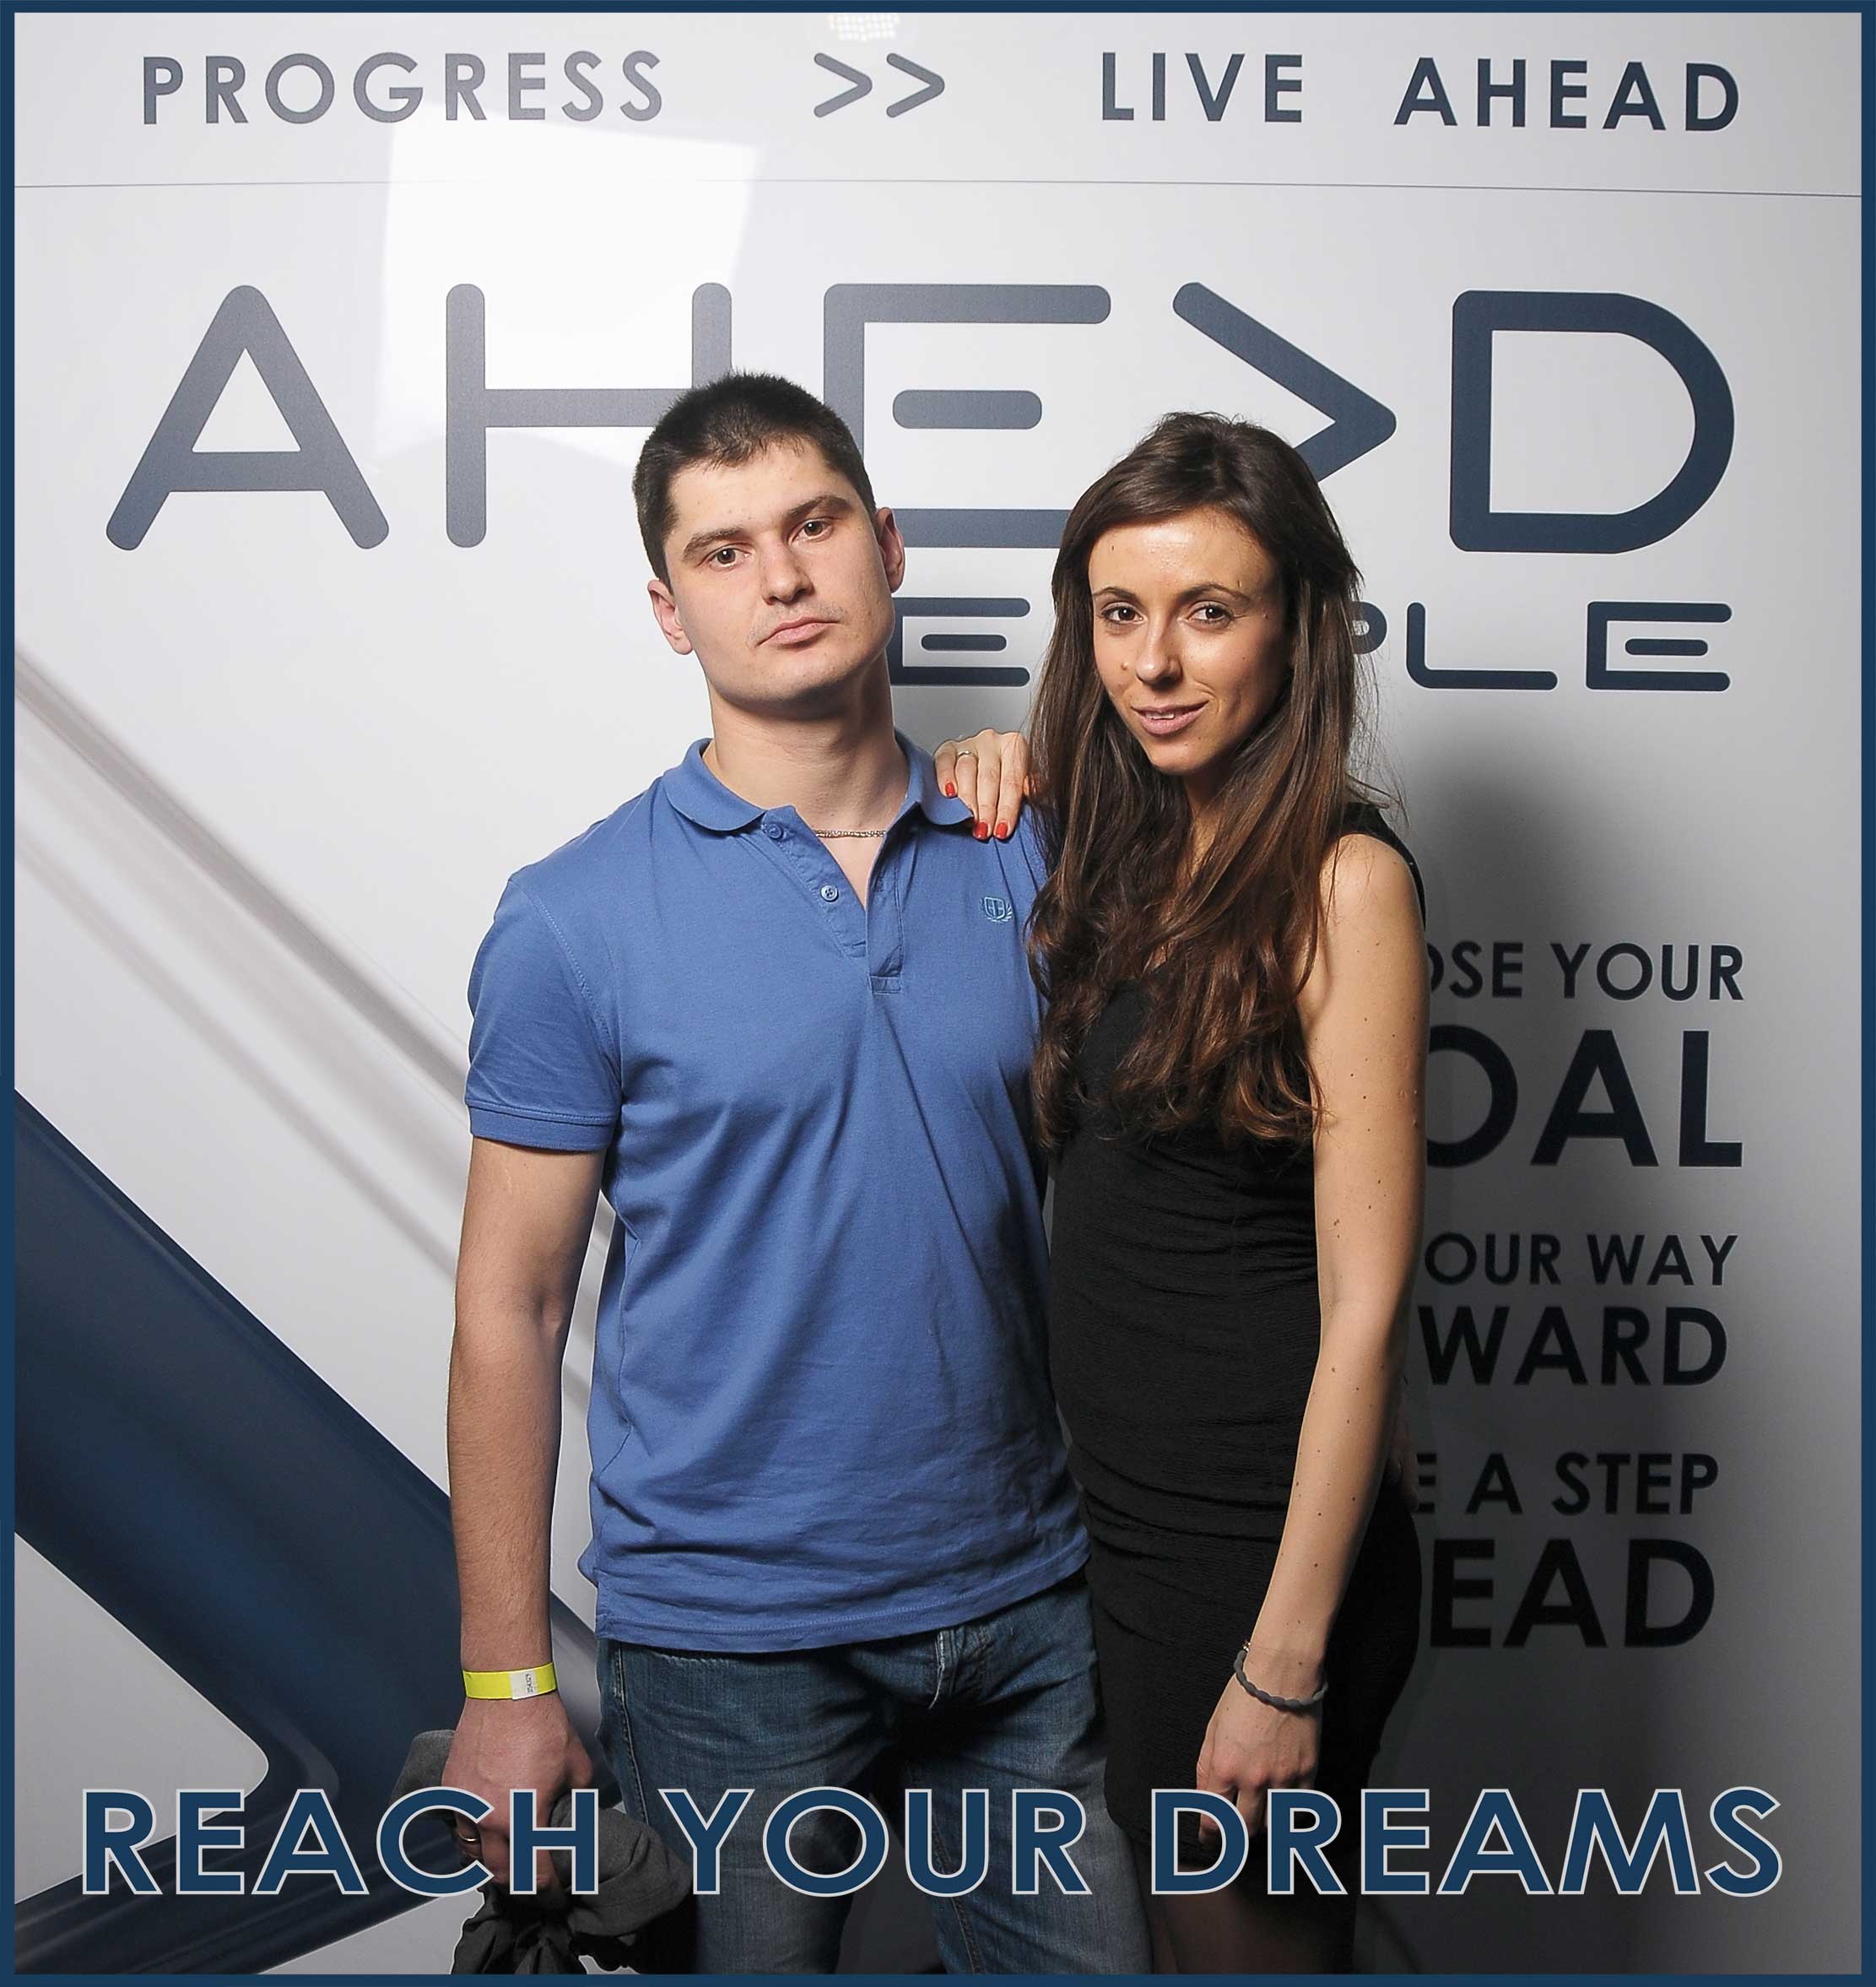 PROGRESS >> LIVE AHEAD
AHE>D
E PLE
OSE YOUR
OAL
OUR WAY
WARD
E A STEP
EAD
REACH YOUR DREAMS